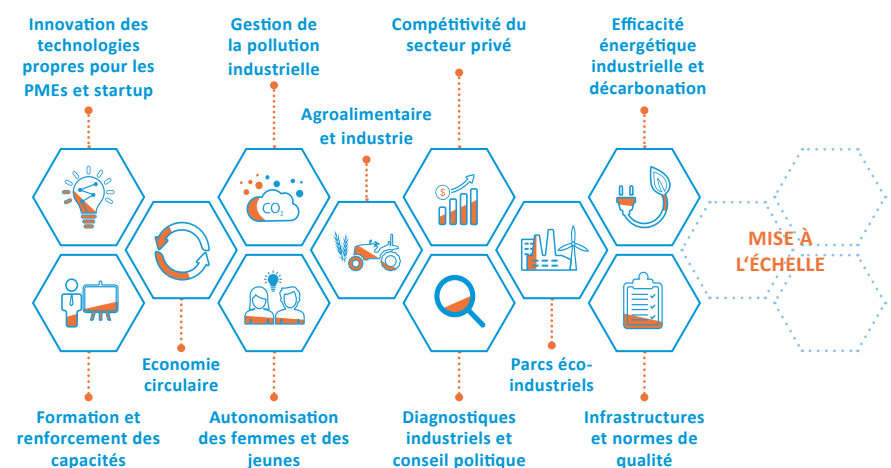 Innovation des
technologies
propres pour les
PMEs et startup
Gestion de
la pollution
industrielle
Compétitivité du
secteur privé
Efficacité
énergétique
industrielle et
décarbonation
Agroalimentaire
et industrie
$
CO2
MISE À
L‘ÉCHELLE
Economie
circulaire
Parcs éco-
industriels
Formation et
renforcement des
capacités
Autonomisation
des femmes et des
jeunes
Diagnostiques
industriels et
conseil politique
Infrastructures
et normes de
qualité